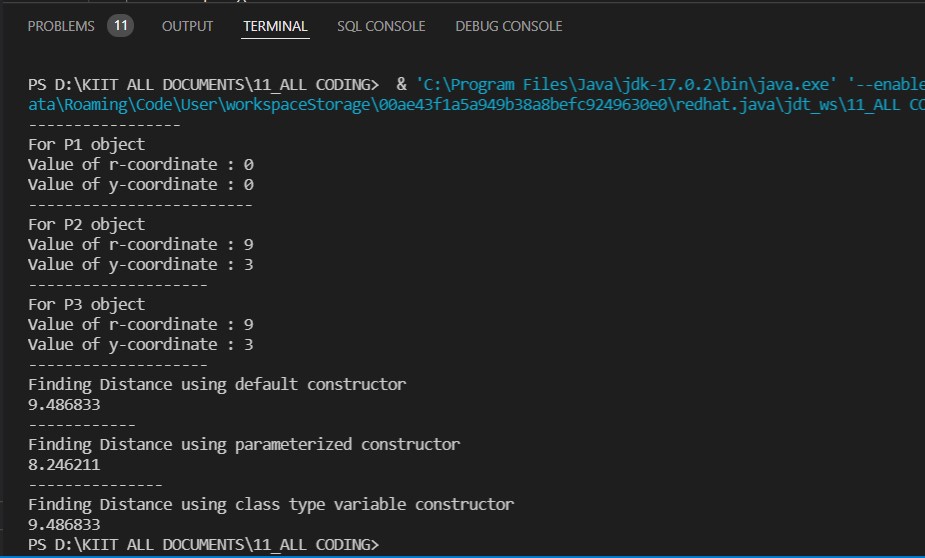 PROBLEMS 11 OUTPUT TERMINAL SQL CONSOLE DEBUG CONSOLE
PS D:\KIIT ALL DOCUMENTS\11_ALL CODING>  & 'C:\Program Files\Java\jdk-17.0.2\bin\java.exe' '--enable
ata\Roaming\Code\User\workspaceStorage\00ae43f1a5a949b38a8befc9249630e0\redhat.java\jdt_ws\11_ALL CO
-----------------
For P1 object
Value of r-coordinate : 0
Value of y-coordinate : 0
-------------------------
For P2 object
Value of r-coordinate : 9
Value of y-coordinate : 3
--------------------
For P3 object
Value of r-coordinate : 9
Value of y-coordinate : 3
--------------------
Finding Distance using default constructor
9.486833
------------
Finding Distance using parameterized constructor
8.246211
---------------
Finding Distance using class type variable constructor
9.486833
PS D:\KIIT ALL DOCUMENTS\11_ALL CODING>